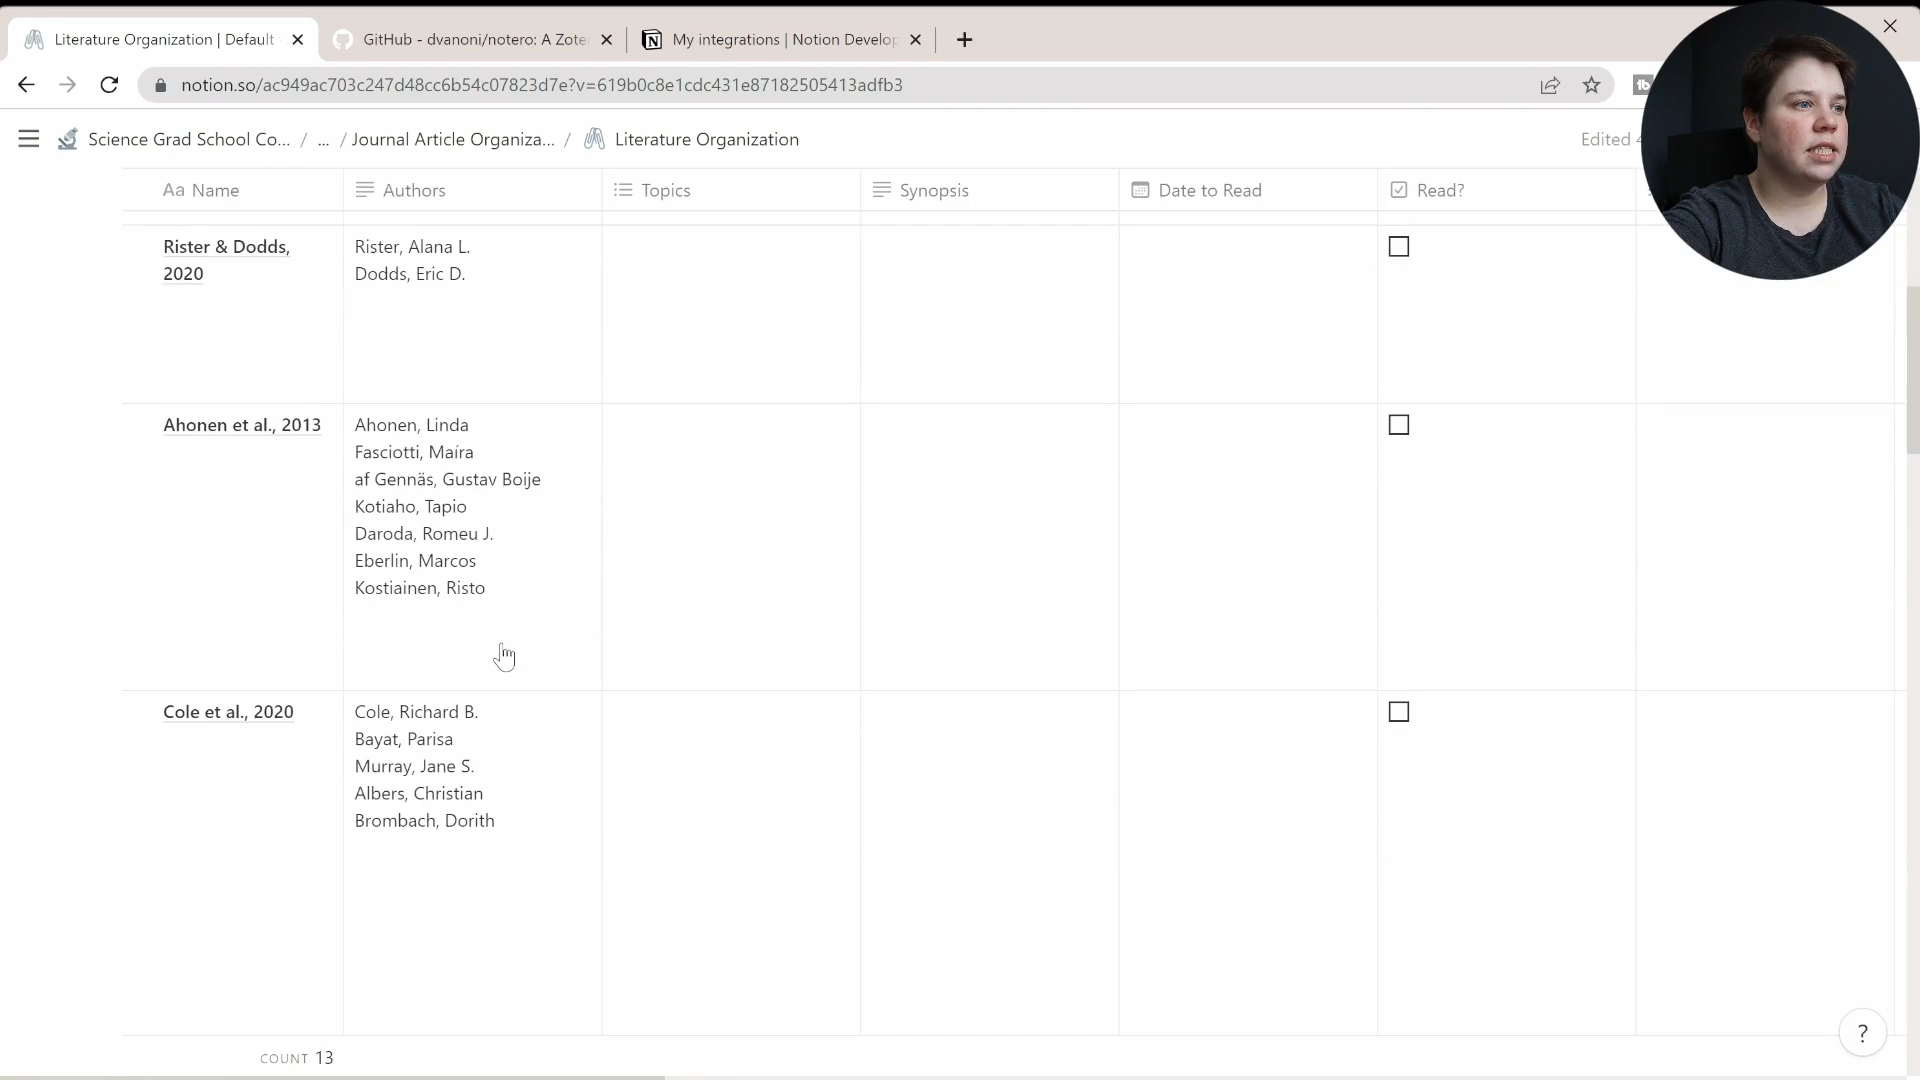 Literature Organization | Default
GitHub - dvanoni/notero: A Zote
My integrations | Notion Develop
notion.so/ac949ac703c247d48cc6b54c07823d7e?v=619b0c8e1cdc431e87182505413adfb3
Science Grad School Co... / ... / Journal Article Organiza... / Literature Organization
Edited
Aa Name
Authors
Topics
Synopsis
Date to Read
Read?
Rister & Dodds,
2020
Rister, Alana L.
Dodds, Eric D.
Ahonen et al., 2013
Ahonen, Linda
Fasciotti, Maíra
af Gennäs, Gustav Boije
Kotiaho, Tapio
Daroda, Romeu J.
Eberlin, Marcos
Kostiainen, Risto
Cole et al., 2020
Cole, Richard B.
Bayat, Parisa
Murray, Jane S.
Albers, Christian
Brombach, Dorith
COUNT 13
?